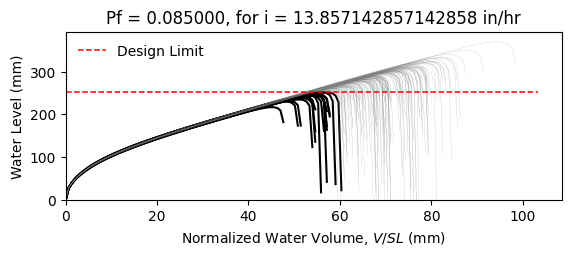 Pf = 0.085000, for i = 13.857142857142858 in/hr
Design Limit
Water Level (mm)
300
200
100
0
0 20 40 60 80 100
Normalized Water Volume, V/SL (mm)